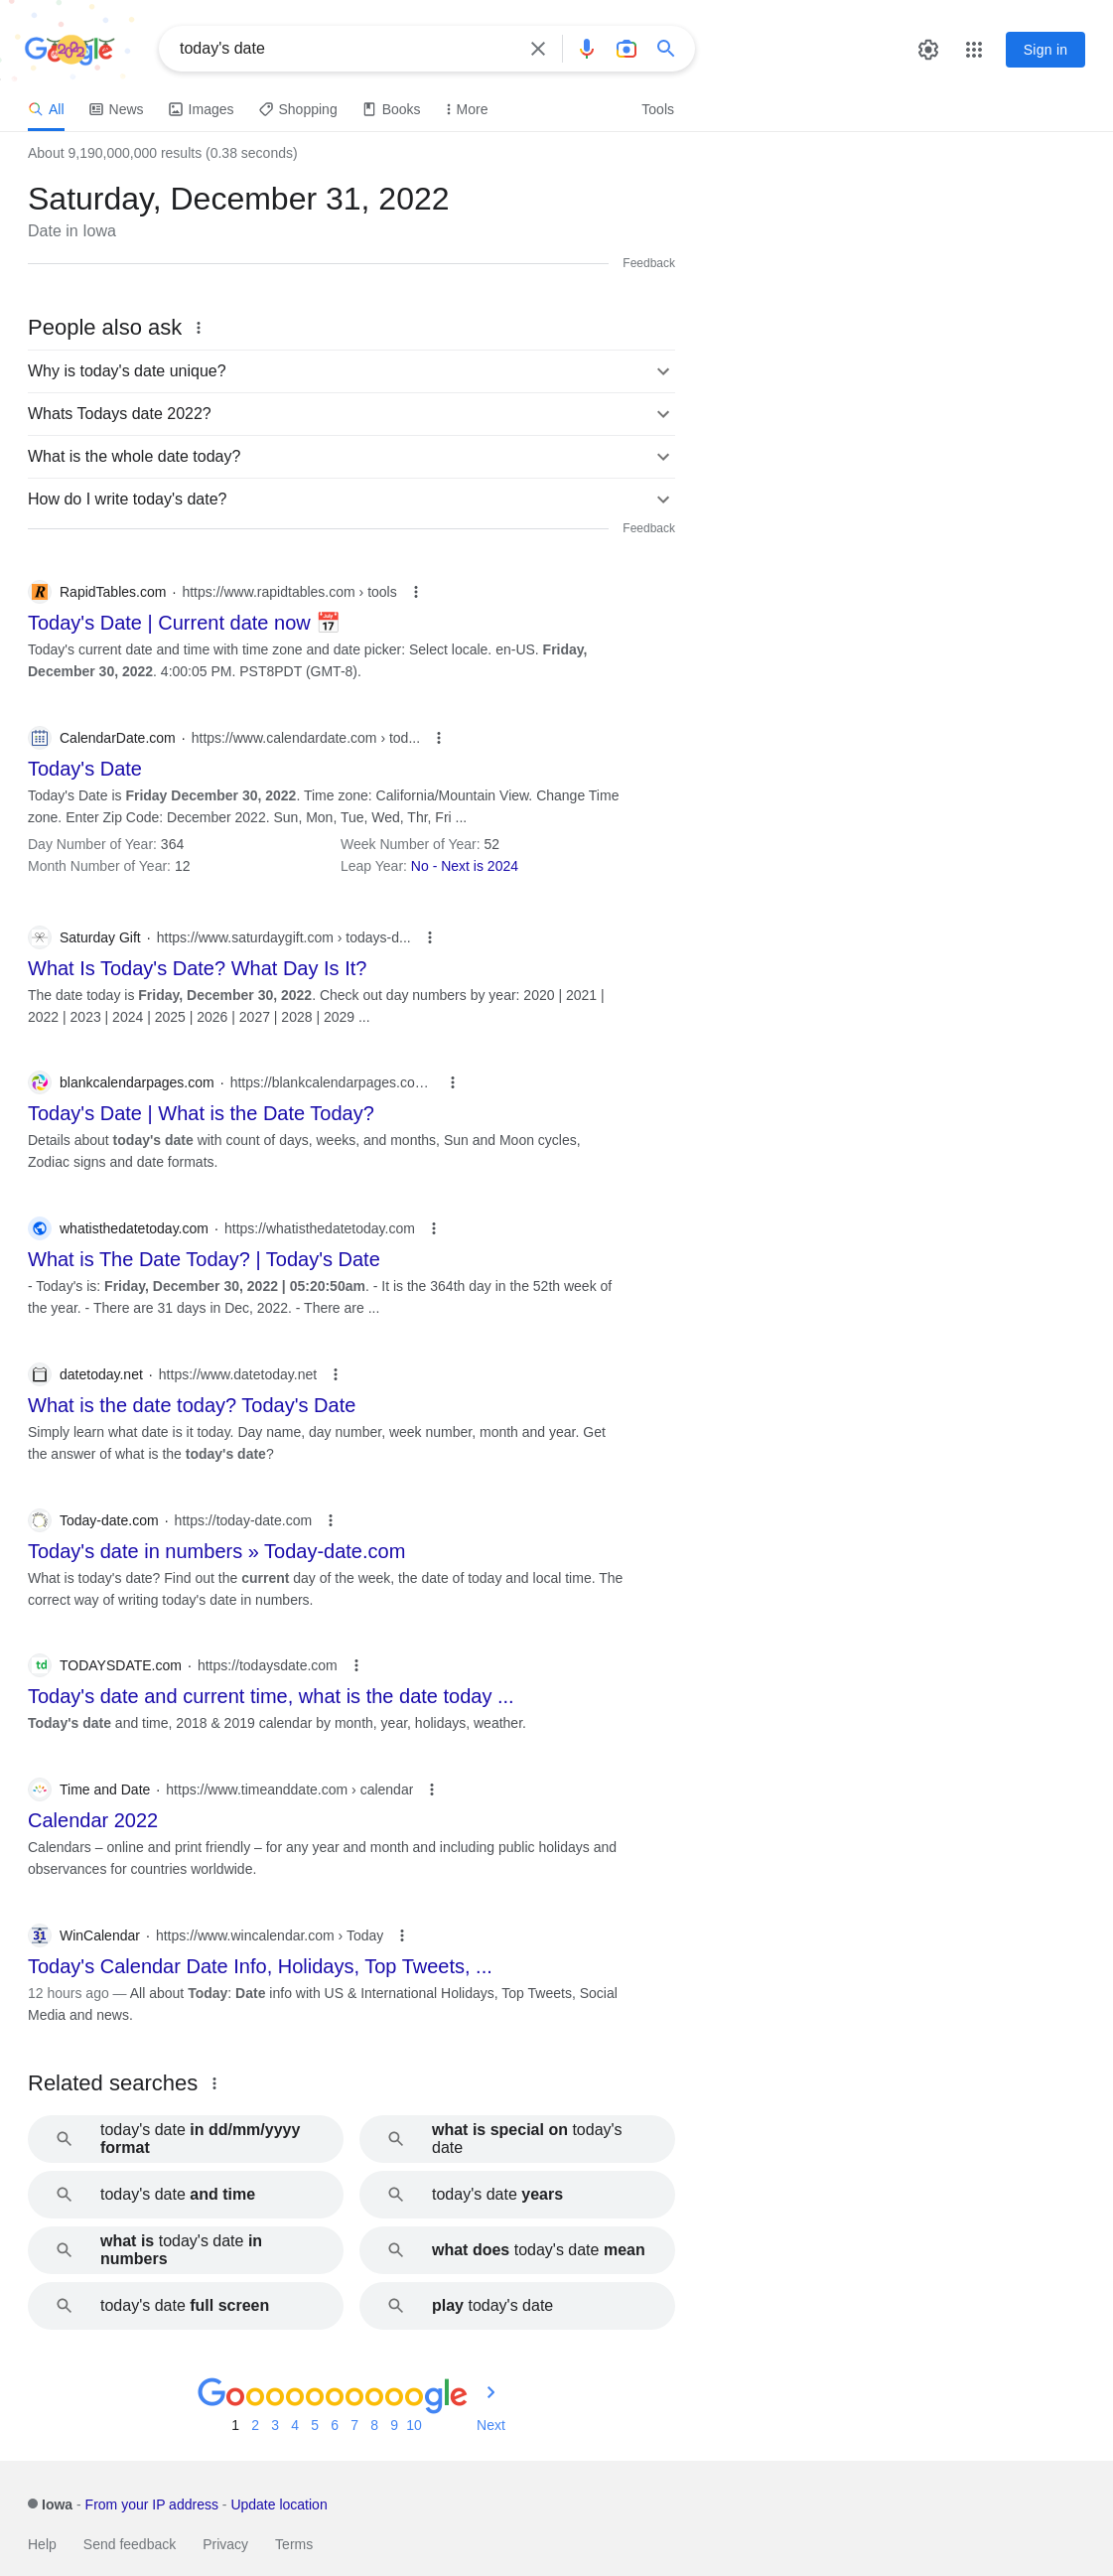 Google
today's date
Sign in
All
News
Images
Shopping
Books
More
Tools
About 9,190,000,000 results (0.38 seconds)
Saturday, December 31, 2022
Date in Iowa
Feedback
People also ask
Why is today's date unique?
Whats Todays date 2022?
What is the whole date today?
How do I write today's date?
Feedback
RapidTables.com · https://www.rapidtables.com › tools
Today's Date | Current date now
Today's current date and time with time zone and date picker: Select locale. en-US. Friday,
December 30, 2022. 4:00:05 PM. PST8PDT (GMT-8).
CalendarDate.com · https://www.calendardate.com › tod...
Today's Date
Today's Date is Friday December 30, 2022. Time zone: California/Mountain View. Change Time
zone. Enter Zip Code: December 2022. Sun, Mon, Tue, Wed, Thr, Fri ...
Day Number of Year: 364 Week Number of Year: 52
Month Number of Year: 12 Leap Year: No - Next is 2024
Saturday Gift · https://www.saturdaygift.com › todays-d...
What Is Today's Date? What Day Is It?
The date today is Friday, December 30, 2022. Check out day numbers by year: 2020 | 2021 |
2022 | 2023 | 2024 | 2025 | 2026 | 2027 | 2028 | 2029 ...
blankcalendarpages.com · https://blankcalendarpages.co…
Today's Date | What is the Date Today?
Details about today's date with count of days, weeks, and months, Sun and Moon cycles,
Zodiac signs and date formats.
whatisthedatetoday.com · https://whatisthedatetoday.com
What is The Date Today? | Today's Date
- Today's is: Friday, December 30, 2022 | 05:20:50am. - It is the 364th day in the 52th week of
the year. - There are 31 days in Dec, 2022. - There are ...
datetoday.net · https://www.datetoday.net
What is the date today? Today's Date
Simply learn what date is it today. Day name, day number, week number, month and year. Get
the answer of what is the today's date?
Today-date.com · https://today-date.com
Today's date in numbers » Today-date.com
What is today's date? Find out the current day of the week, the date of today and local time. The
correct way of writing today's date in numbers.
td TODAYSDATE.com · https://todaysdate.com
Today's date and current time, what is the date today ...
Today's date and time, 2018 & 2019 calendar by month, year, holidays, weather.
Time and Date · https://www.timeanddate.com › calendar
Calendar 2022
Calendars – online and print friendly – for any year and month and including public holidays and
observances for countries worldwide.
31 WinCalendar · https://www.wincalendar.com › Today
Today's Calendar Date Info, Holidays, Top Tweets, ...
12 hours ago — All about Today: Date info with US & International Holidays, Top Tweets, Social
Media and news.
Related searches
today's date in dd/mm/yyyy
format
what is special on today's
date
today's date and time
today's date years
what is today's date in
numbers
what does today's date mean
today's date full screen
play today's date
Goooooooooogle
1 2 3 4 5 6 7 8 9 10 Next
Iowa - From your IP address - Update location
Help Send feedback Privacy Terms